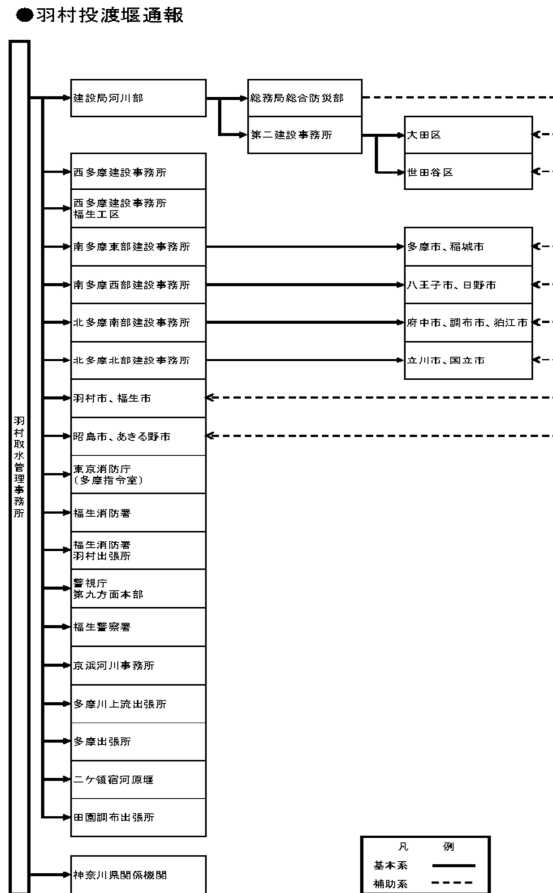 ●羽村投渡堰通報
羽村取水管理事務所
建設局河川部
総務局総合防災部
第二建設事務所
大田区
世田谷区
西多摩建設事務所
西多摩建設事務所
福生工区
南多摩東部建設事務所
多摩市、稲城市
南多摩西部建設事務所
八王子市、日野市
北多摩南部建設事務所
府中市、調布市、狛江市
北多摩北部建設事務所
立川市、国立市
羽村市、福生市
昭島市、あきる野市
東京消防庁
(多摩指令室)
福生消防署
福生消防署
羽村出張所
警視庁
第九方面本部
福生警察署
京浜河川事務所
多摩川上流出張所
多摩出張所
二ケ領宿河原堰
田園調布出張所
神奈川県関係機関
凡 例
基本系
補助系